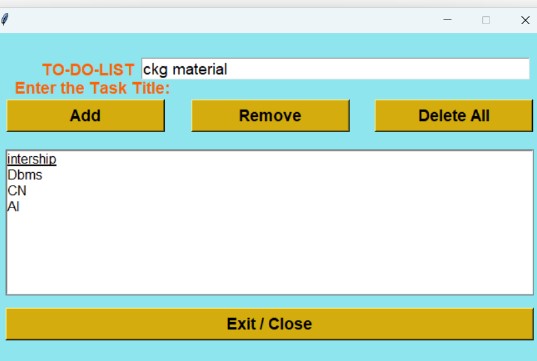 TO-DO-LIST ckg material
Enter the Task Title:
Add Remove Delete All
intership
Dbms
CN
AI
Exit / Close